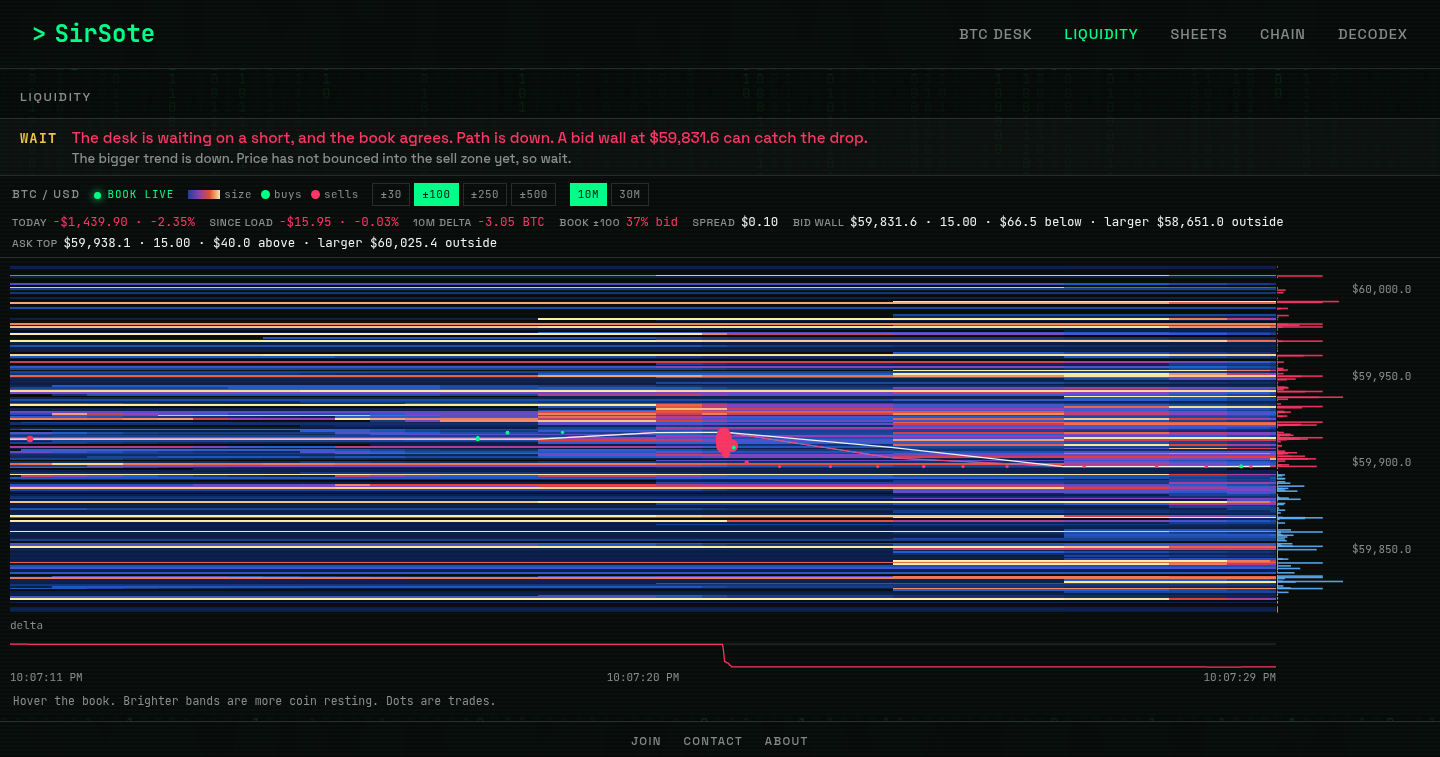 > SirSote
BTC DESK LIQUIDITY SHEETS CHAIN DECODEX
LIQUIDITY
WAIT The desk is waiting on a short, and the book agrees. Path is down. A bid wall at $59,831.6 can catch the drop.
The bigger trend is down. Price has not bounced into the sell zone yet, so wait.
BTC / USD BOOK LIVE size buys sells ±30 ±100 ±250 ±500 10M 30M
TODAY -$1,439.90 · -2.35% SINCE LOAD -$15.95 · -0.03% 10M DELTA -3.05 BTC BOOK ±100 37% bid SPREAD $0.10 BID WALL $59,831.6 · 15.00 · $66.5 below · larger $58,651.0 outside
ASK TOP $59,938.1 · 15.00 · $40.0 above · larger $60,025.4 outside
$60,000.0
$59,950.0
$59,900.0
$59,850.0
delta
10:07:11 PM 10:07:20 PM 10:07:29 PM
Hover the book. Brighter bands are more coin resting. Dots are trades.
JOIN CONTACT ABOUT